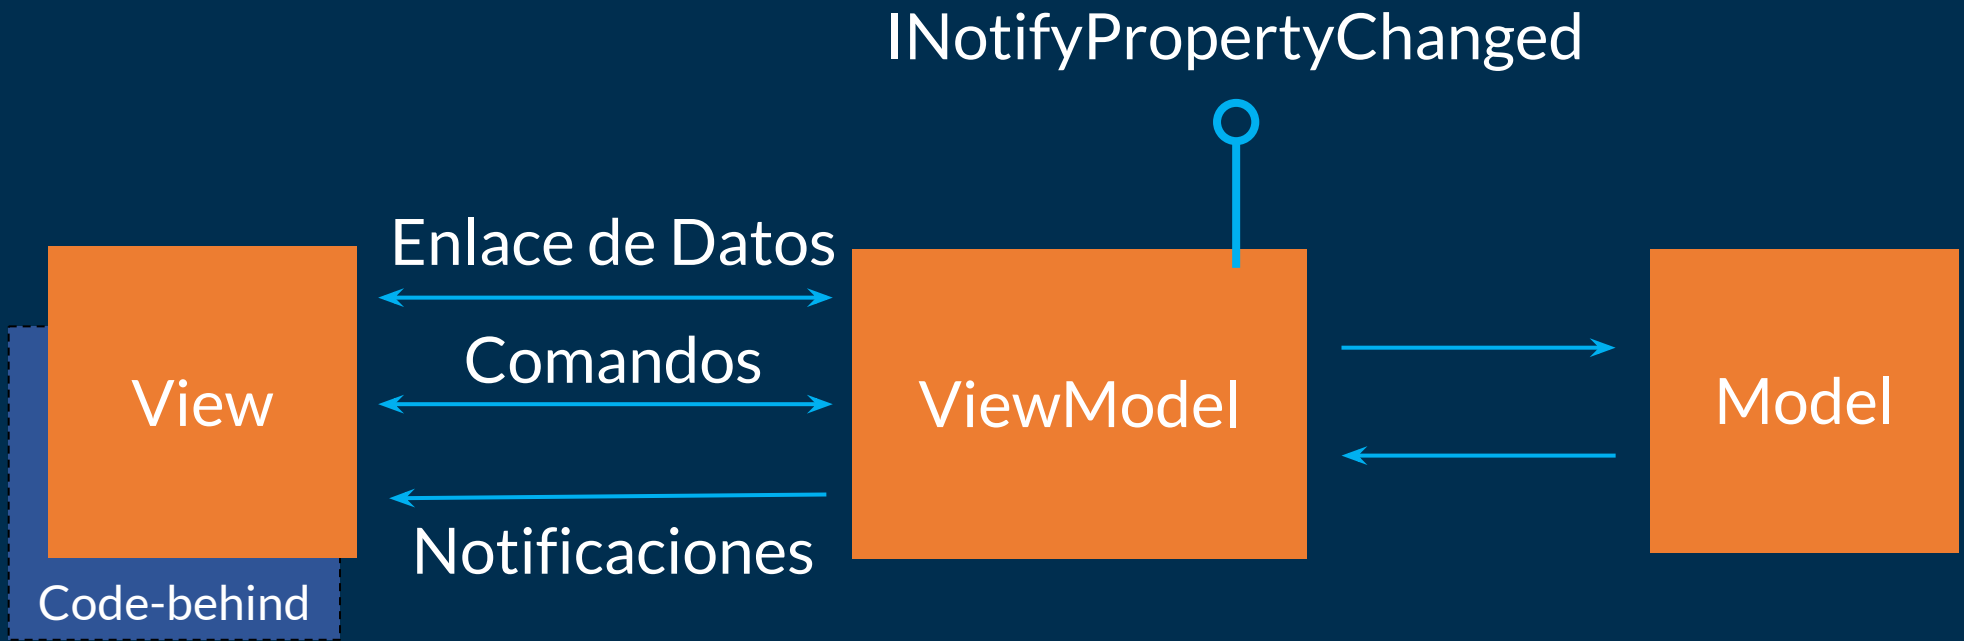 INotifyPropertyChanged
Enlace de Datos
Comandos
View
ViewModel
Model
Notificaciones
Code-behind